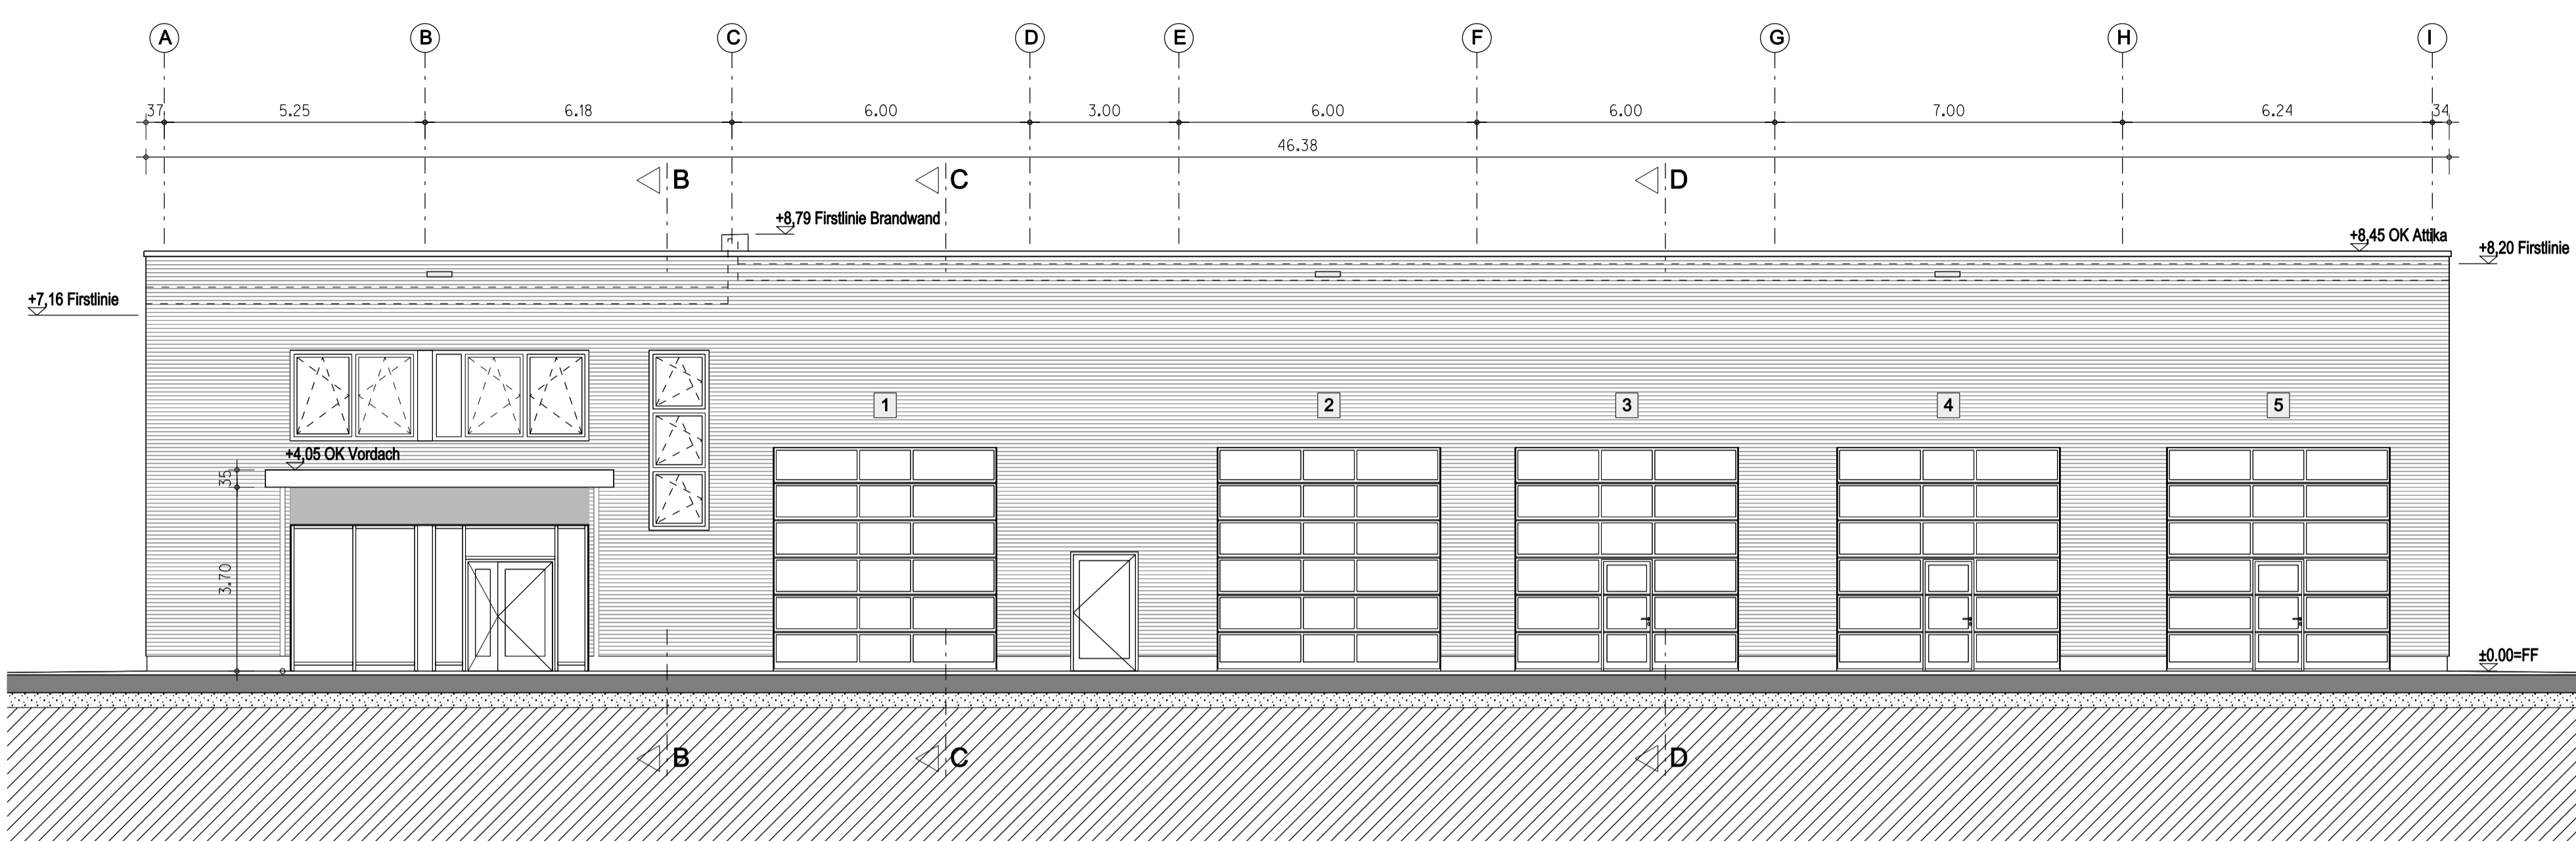 A B C D E F G H I
37 5.25 6.18 6.00 3.00 6.00 6.00 7.00 6.24 34
46.38
B C D
+8,79 Firstlinie Brandwand
+8,45 OK Attika
+8,20 Firstlinie
+7,16 Firstlinie
1 2 3 4 5
+4,05 OK Vordach
35
3.70
±0.00=FF
B C D